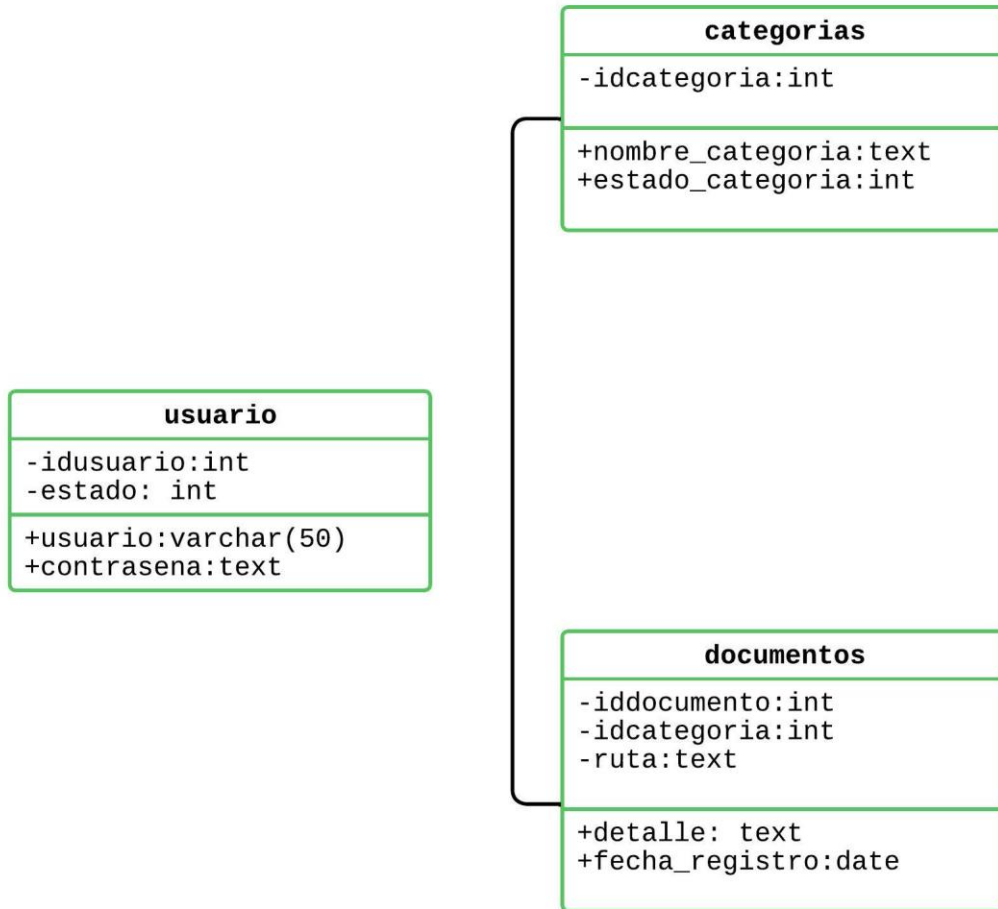 categorias
-idcategoria:int
+nombre_categoria:text
+estado_categoria:int
usuario
-idusuario:int
-estado: int
+usuario:varchar(50)
+contrasena:text
documentos
-iddocumento:int
-idcategoria:int
-ruta:text
+detalle: text
+fecha_registro:date